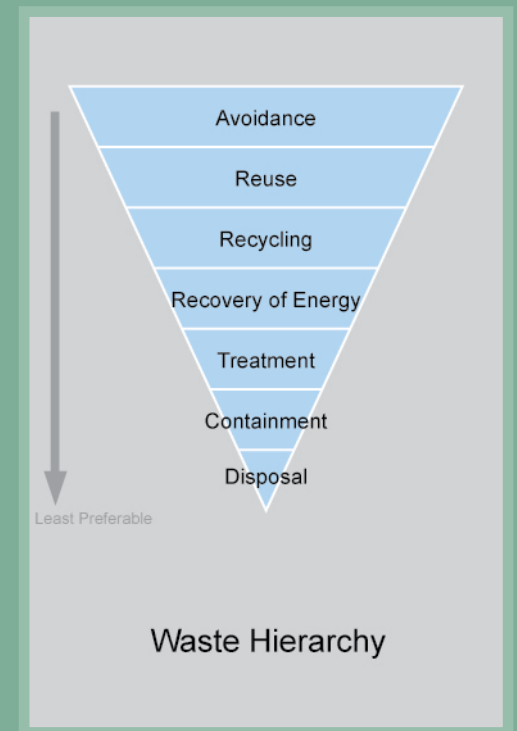 Avoidance
Reuse
Recycling
Recovery of Energy
Treatment
Containment
Disposal
Least Preferable
Waste Hierarchy